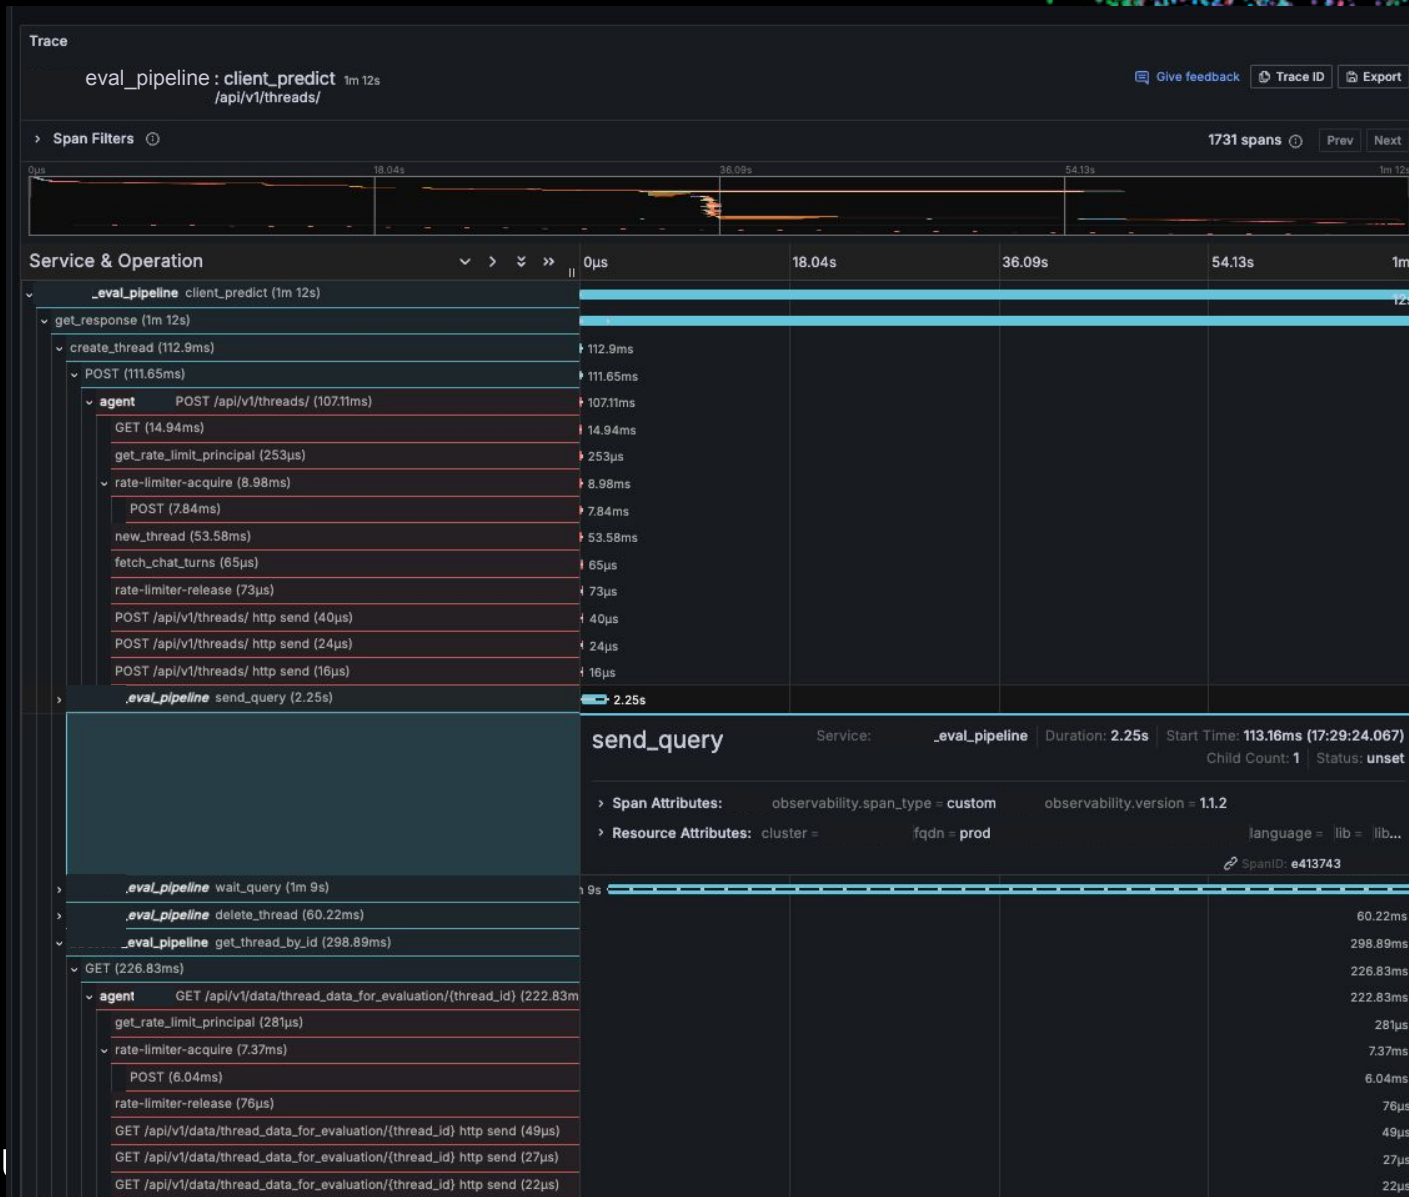 Trace
eval_pipeline : client_predict 1m 12s
/api/v1/threads/
Give feedback Trace ID Export
Span Filters
1731 spans Prev Next
0μs 18.04s 36.09s 54.13s 1m 12s
Service & Operation 0μs 18.04s 36.09s 54.13s 1m
_eval_pipeline client_predict (1m 12s) 12s
get_response (1m 12s)
create_thread (112.9ms) 112.9ms
POST (111.65ms) 111.65ms
agent POST /api/v1/threads/ (107.11ms) 107.11ms
GET (14.94ms) 14.94ms
get_rate_limit_principal (253μs) 253μs
rate-limiter-acquire (8.98ms) 8.98ms
POST (7.84ms) 7.84ms
new_thread (53.58ms) 53.58ms
fetch_chat_turns (65μs) 65μs
rate-limiter-release (73μs) 73μs
POST /api/v1/threads/ http send (40μs) 40μs
POST /api/v1/threads/ http send (24μs) 24μs
POST /api/v1/threads/ http send (16μs) 16μs
_eval_pipeline send_query (2.25s) 2.25s
send_query Service: _eval_pipeline Duration: 2.25s Start Time: 113.16ms (17:29:24.067)
Child Count: 1 Status: unset
Span Attributes: observability.span_type = custom observability.version = 1.1.2
Resource Attributes: cluster = fqdn = prod language = lib = lib...
SpanID: e413743
_eval_pipeline wait_query (1m 9s) 9s
_eval_pipeline delete_thread (60.22ms) 60.22ms
_eval_pipeline get_thread_by_id (298.89ms) 298.89ms
GET (226.83ms) 226.83ms
agent GET /api/v1/data/thread_data_for_evaluation/{thread_id} (222.83m 222.83ms
get_rate_limit_principal (281μs) 281μs
rate-limiter-acquire (7.37ms) 7.37ms
POST (6.04ms) 6.04ms
rate-limiter-release (76μs) 76μs
GET /api/v1/data/thread_data_for_evaluation/{thread_id} http send (49μs) 49μs
GET /api/v1/data/thread_data_for_evaluation/{thread_id} http send (27μs) 27μs
GET /api/v1/data/thread_data_for_evaluation/{thread_id} http send (22μs) 22μs